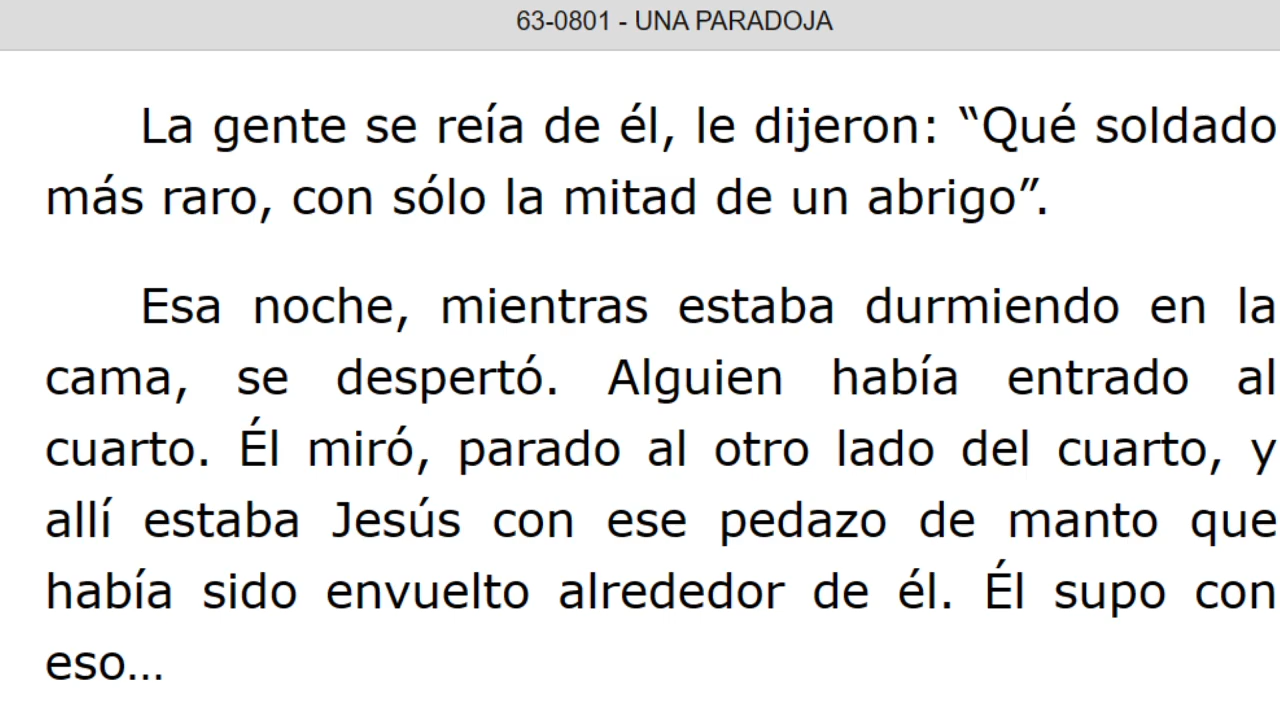 63-0801 - UNA PARADOJA
La gente se reía de él, le dijeron: “Qué soldado
más raro, con sólo la mitad de un abrigo”.
Esa noche, mientras estaba durmiendo en la
cama, se despertó. Alguien había entrado al
cuarto. Él miró, parado al otro lado del cuarto, y
allí estaba Jesús con ese pedazo de manto que
había sido envuelto alrededor de él. Él supo con
eso...